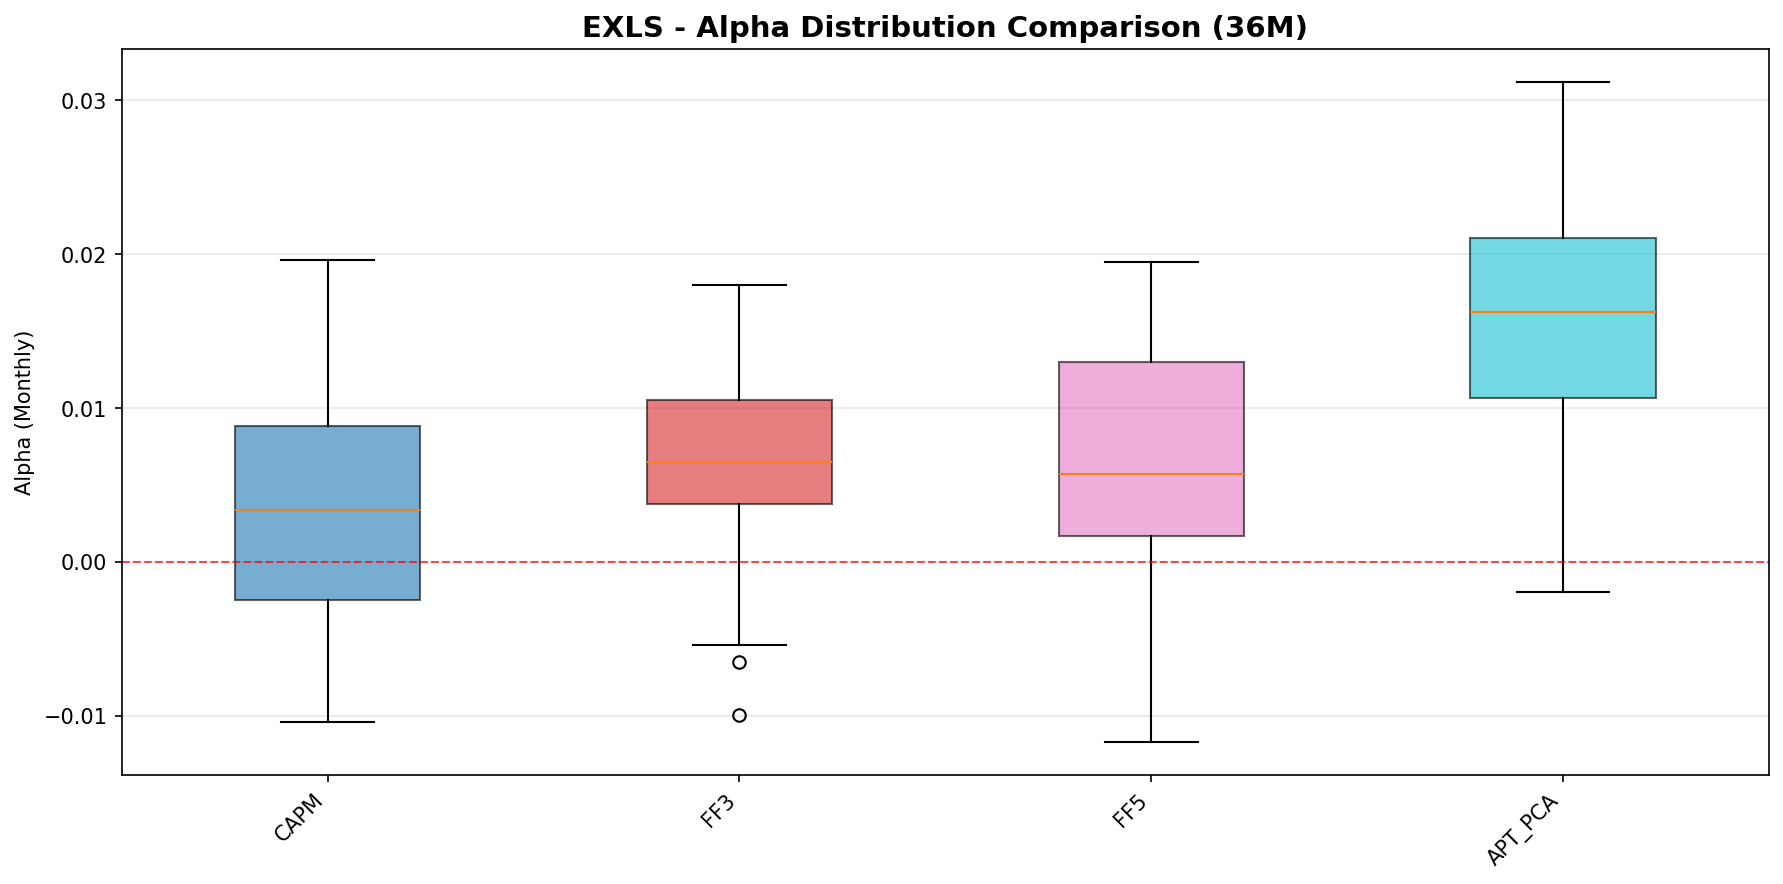 EXLS - Alpha Distribution Comparison (36M)
Alpha (Monthly)
0.03
0.02
0.01
0.00
−0.01
CAPM
FF3
FF5
APT_PCA